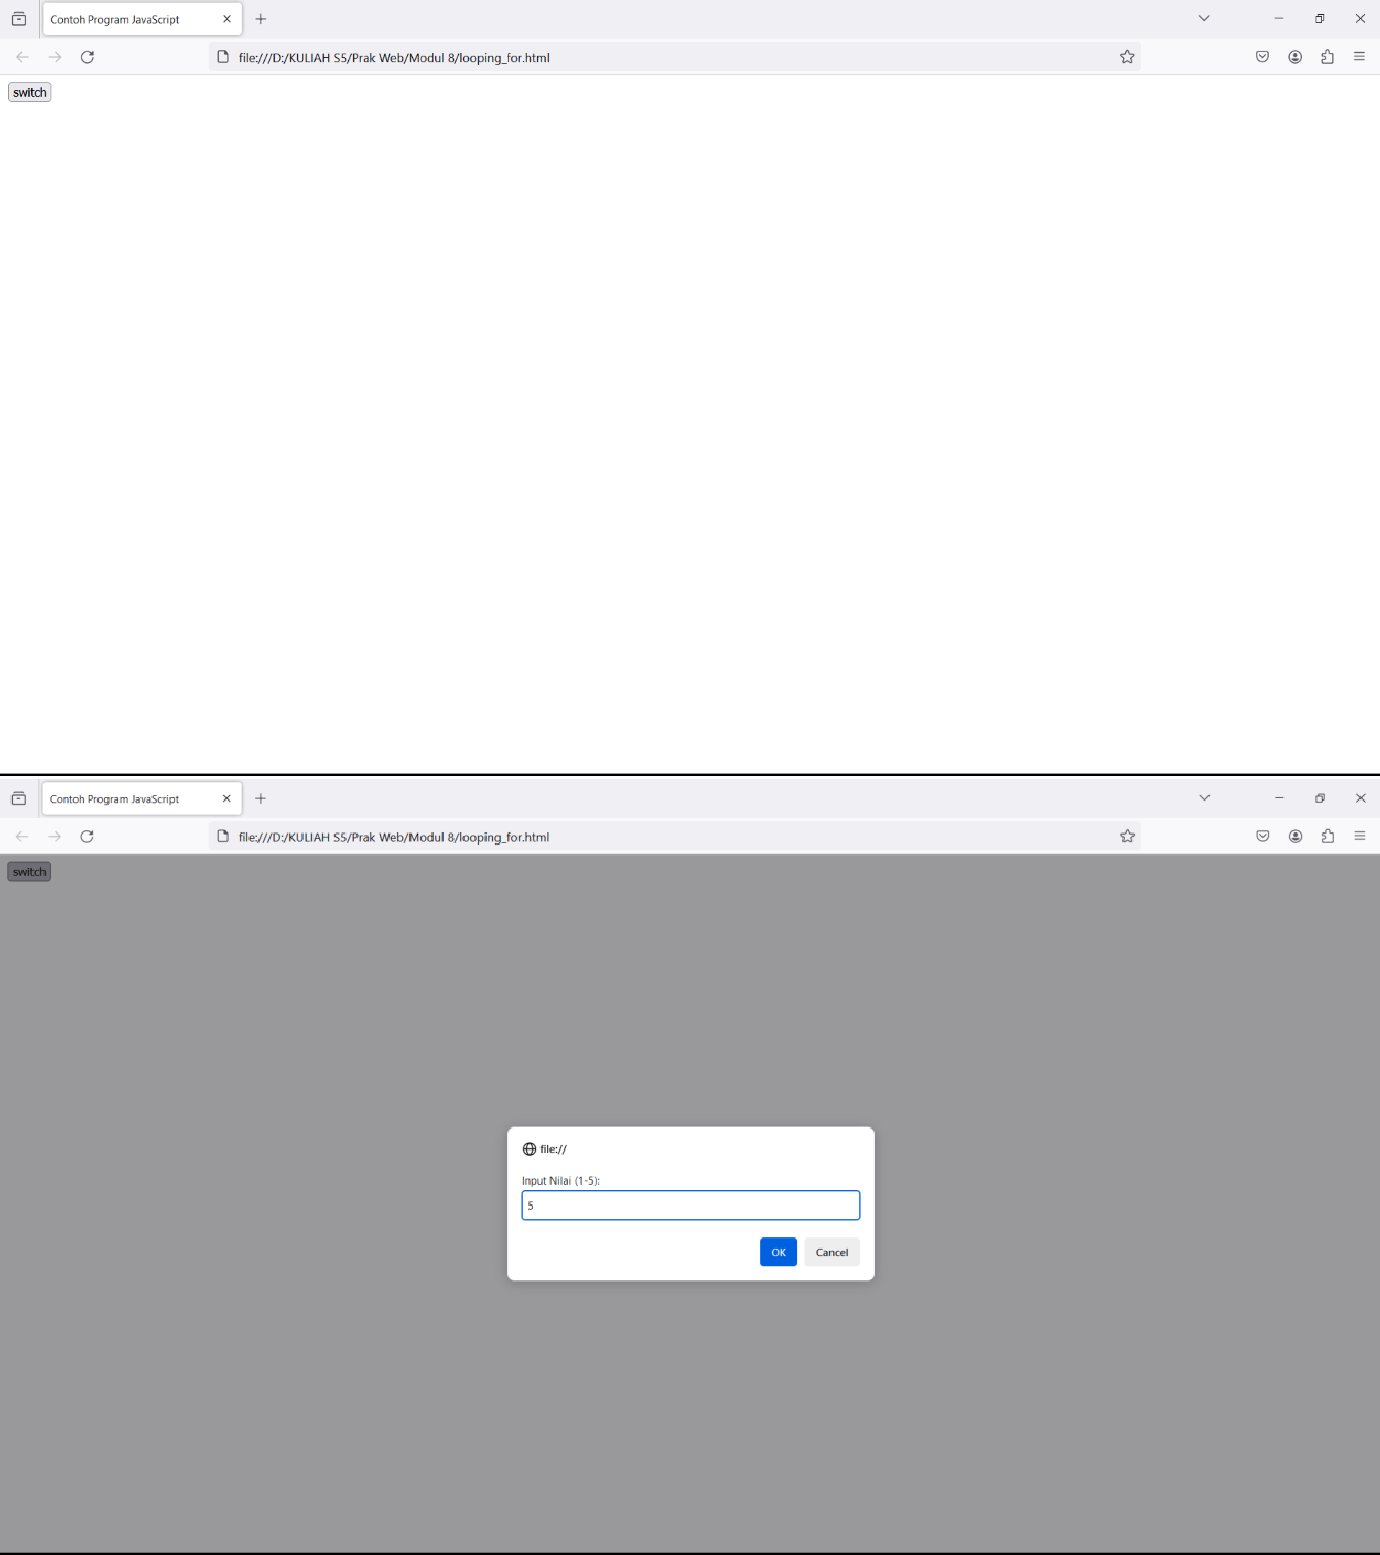 Contoh Program JavaScript
file:///D:/KULIAH S5/Prak Web/Modul 8/looping_for.html
switch
Contoh Program JavaScript
file:///D:/KULIAH S5/Prak Web/Modul 8/looping_for.html
switch
file://
Input Nilai (1-5):
5
OK Cancel